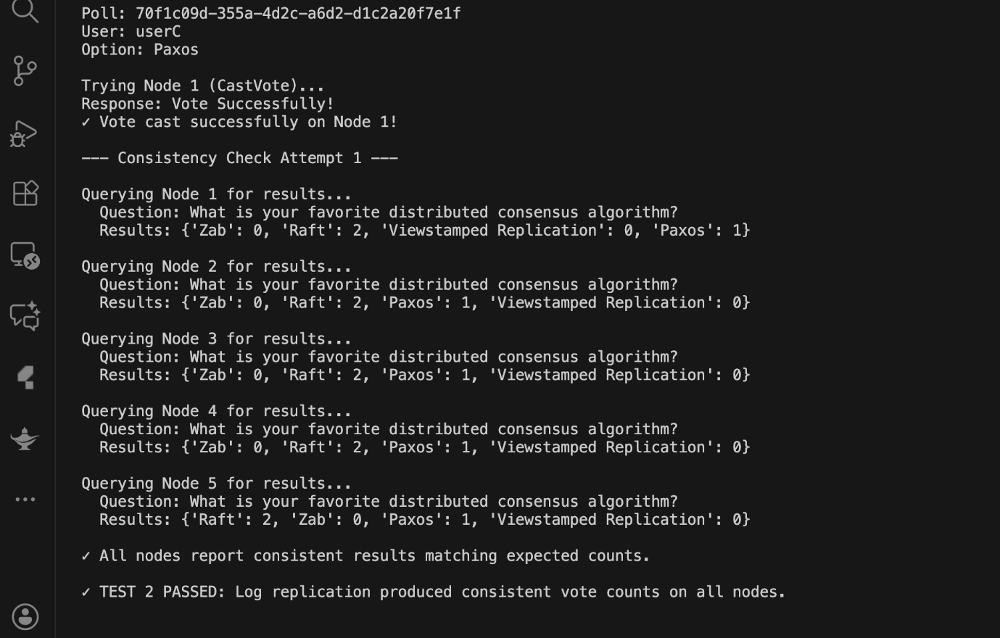 Poll: 70f1c09d-355a-4d2c-a6d2-d1c2a20f7e1f
User: userC
Option: Paxos
Trying Node 1 (CastVote)...
Response: Vote Successfully!
✓ Vote cast successfully on Node 1!
--- Consistency Check Attempt 1 ---
Querying Node 1 for results...
Question: What is your favorite distributed consensus algorithm?
Results: {'Zab': 0, 'Raft': 2, 'Viewstamped Replication': 0, 'Paxos': 1}
Querying Node 2 for results...
Question: What is your favorite distributed consensus algorithm?
Results: {'Zab': 0, 'Raft': 2, 'Paxos': 1, 'Viewstamped Replication': 0}
Querying Node 3 for results...
Question: What is your favorite distributed consensus algorithm?
Results: {'Zab': 0, 'Raft': 2, 'Paxos': 1, 'Viewstamped Replication': 0}
Querying Node 4 for results...
Question: What is your favorite distributed consensus algorithm?
Results: {'Zab': 0, 'Raft': 2, 'Paxos': 1, 'Viewstamped Replication': 0}
Querying Node 5 for results...
Question: What is your favorite distributed consensus algorithm?
Results: {'Raft': 2, 'Zab': 0, 'Paxos': 1, 'Viewstamped Replication': 0}
✓ All nodes report consistent results matching expected counts.
✓ TEST 2 PASSED: Log replication produced consistent vote counts on all nodes.